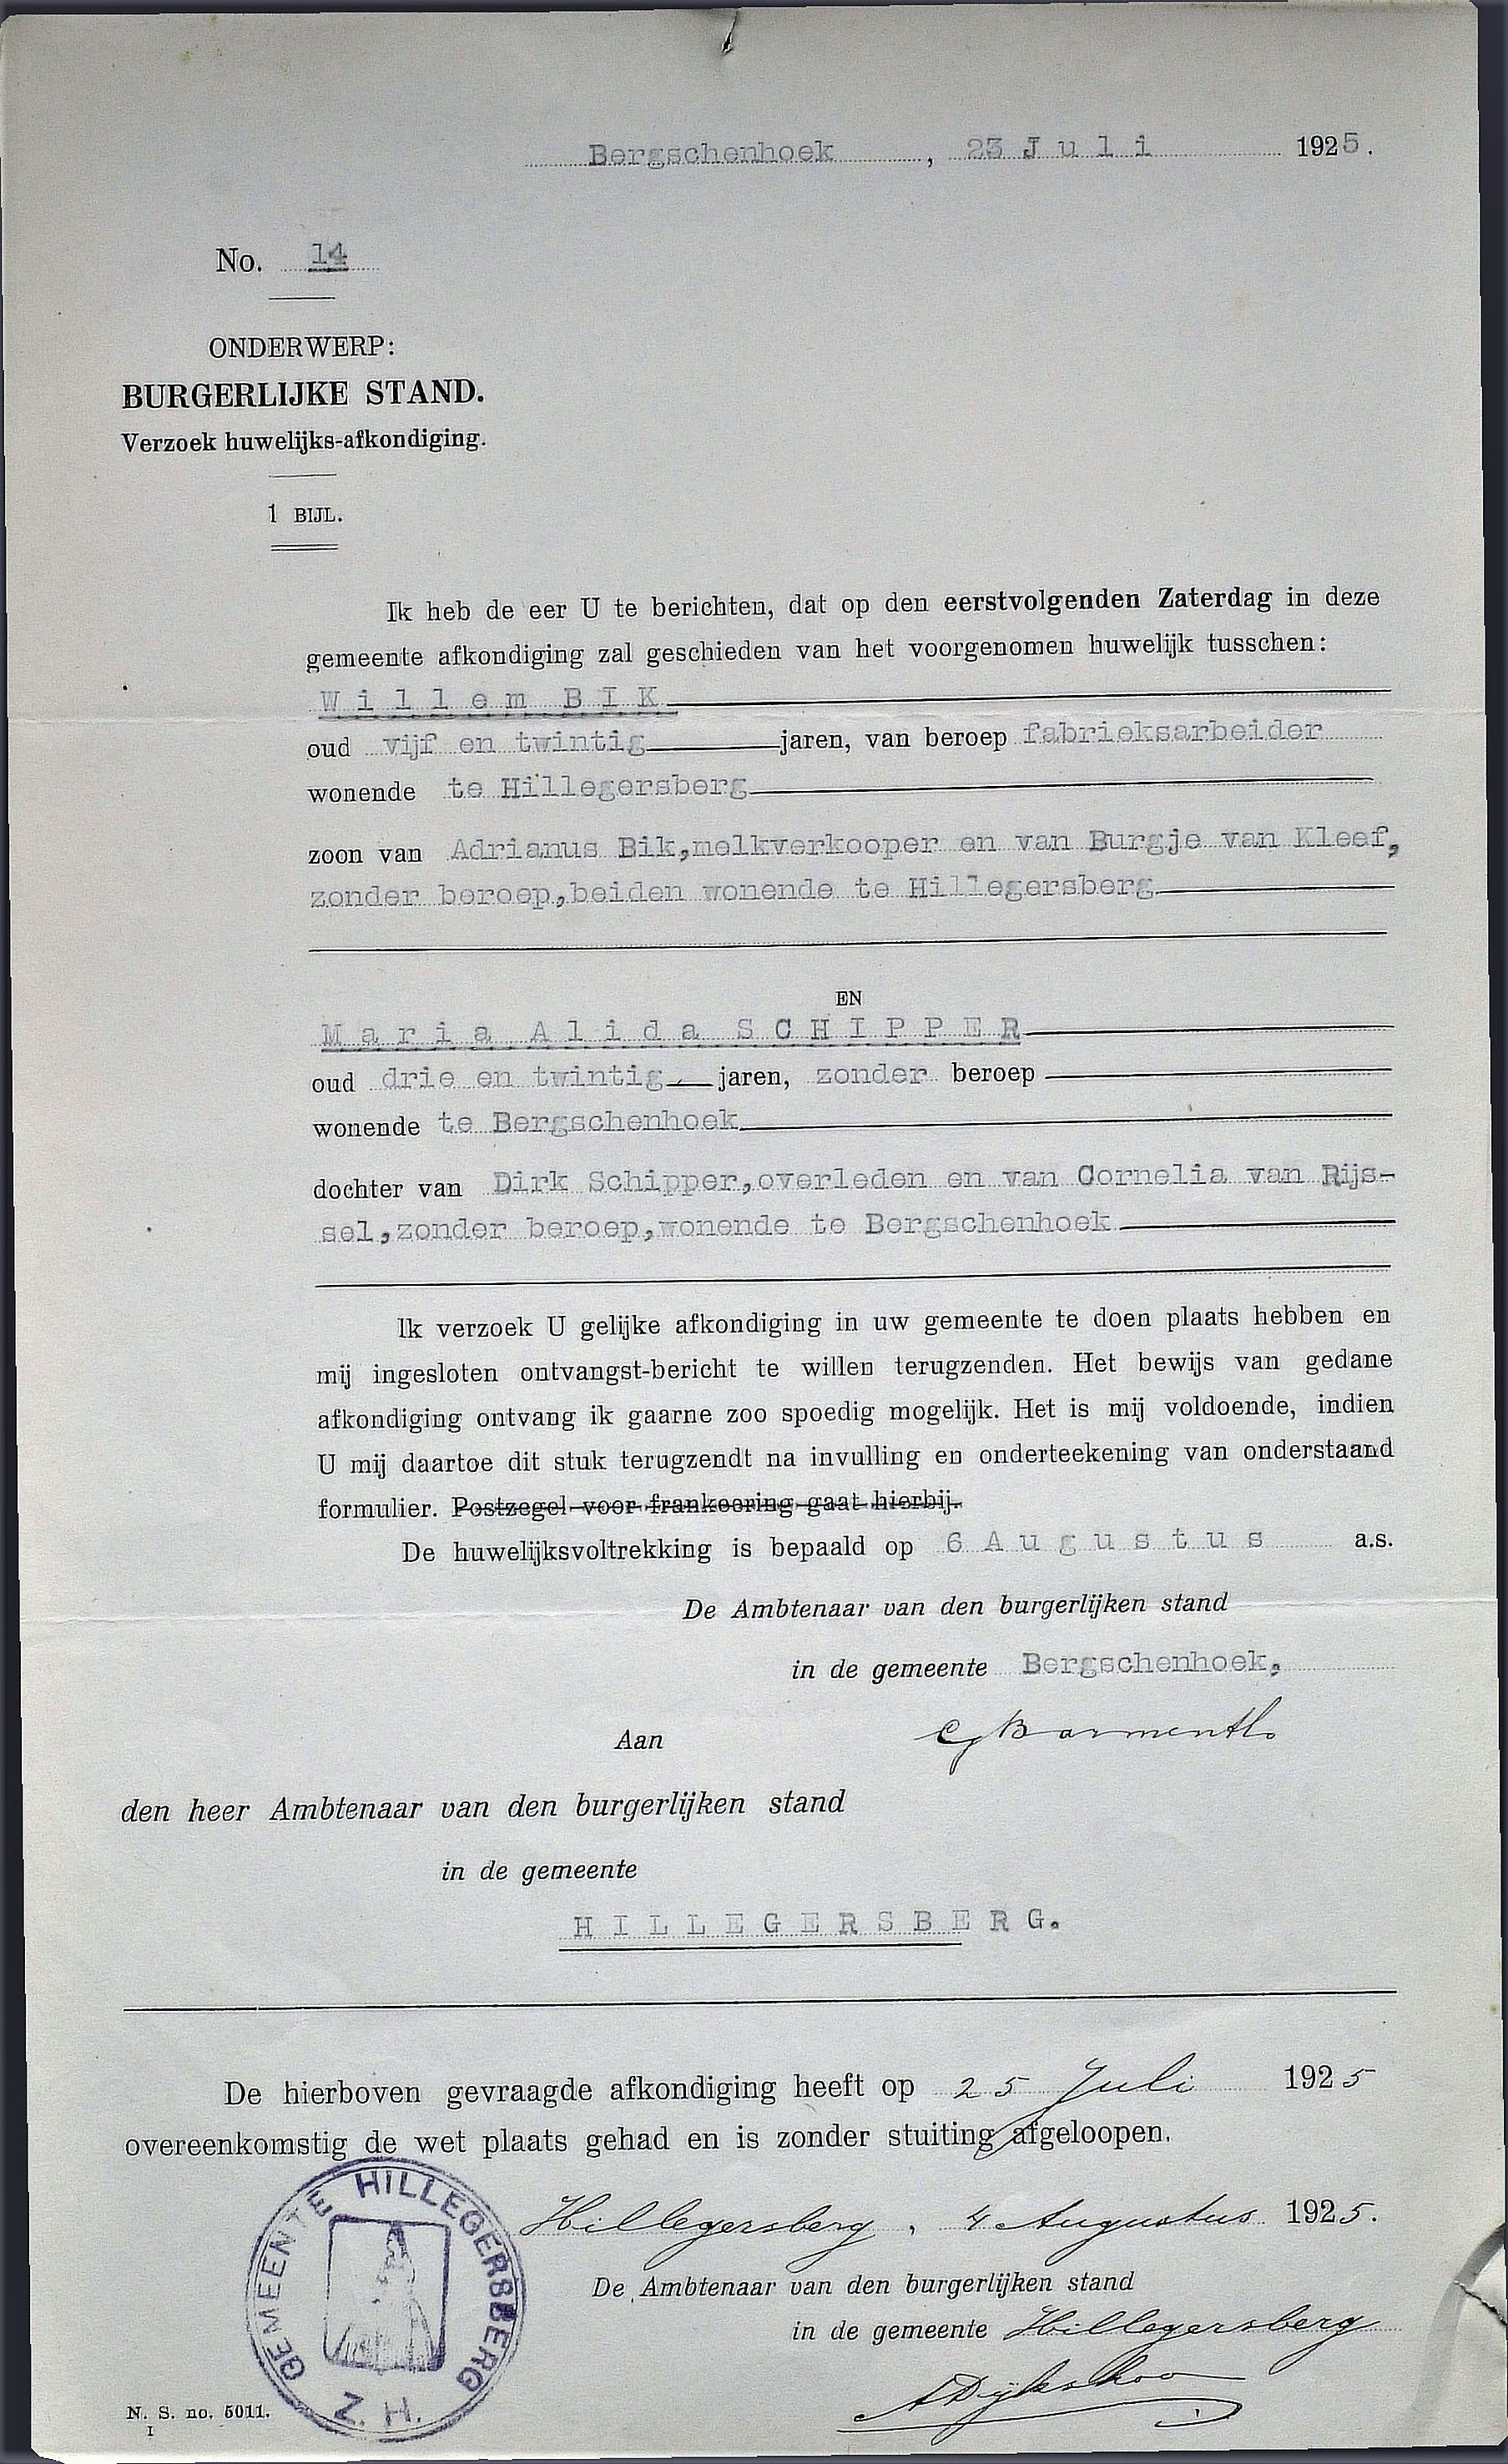 Bergschenhoek, 23 Juli 1925.
No. 14
ONDERWERP:
BURGERLIJKE STAND.
Verzoek huwelijks-afkondiging.
1 BIJL.
Ik heb de eer U te berichten, dat op den eerstvolgenden Zaterdag in deze
gemeente afkondiging zal geschieden van het voorgenomen huwelijk tusschen:
Willem BIK
oud vijf en twintig jaren, van beroep fabrieksarbeider
wonende te Hillegersberg
zoon van Adrianus Bik,melkverkooper en van Burgje van Kleef,
zonder beroep,beiden wonende te Hillegersberg
EN
Maria Alida SCHIPPER
oud drie en twintig jaren, zonder beroep
wonende te Bergschenhoek
dochter van Dirk Schipper,overleden en van Cornelia van Rijs-
sel,zonder beroep,wonende te Bergschenhoek
Ik verzoek U gelijke afkondiging in uw gemeente te doen plaats hebben en
mij ingesloten ontvangst-bericht te willen terugzenden. Het bewijs van gedane
afkondiging ontvang ik gaarne zoo spoedig mogelijk. Het is mij voldoende, indien
U mij daartoe dit stuk terugzendt na invulling en onderteekening van onderstaand
formulier. Postzegel voor frankeering gaat hierbij.
De huwelijksvoltrekking is bepaald op 6 Augustus a.s.
De Ambtenaar van den burgerlijken stand
in de gemeente Bergschenhoek.
Aan
den heer Ambtenaar van den burgerlijken stand
in de gemeente
HILLEGERSBERG.
De hierboven gevraagde afkondiging heeft op 25 Juli 1925
overeenkomstig de wet plaats gehad en is zonder stuiting afgeloopen.
GEMEENTE HILLEGERSBERG
Z. H.
Hillegersberg, 4 Augustus 1925.
De Ambtenaar van den burgerlijken stand
in de gemeente Hillegersberg
N. S. no. 5011.
I